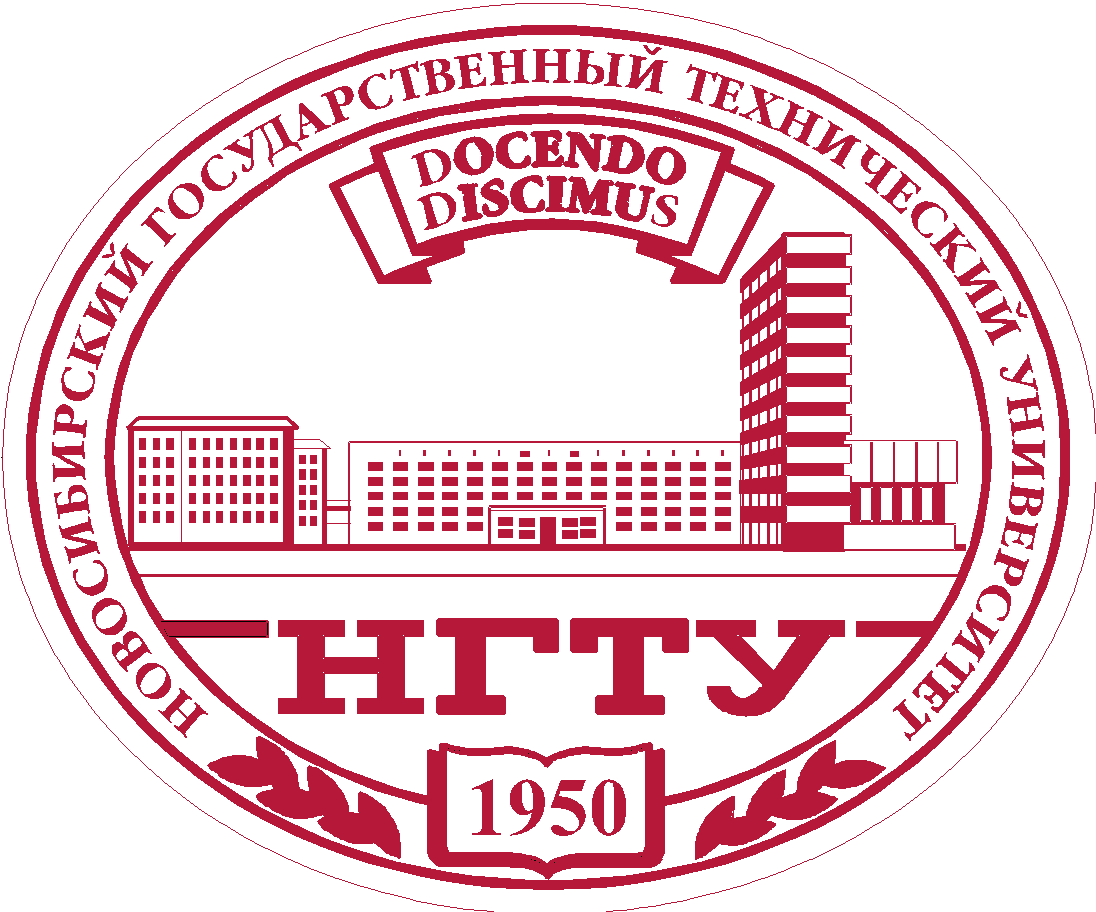 НОВОСИБИРСКИЙ ГОСУДАРСТВЕННЫЙ ТЕХНИЧЕСКИЙ УНИВЕРСИТЕТ
DOCENDO
DISCIMUS
НГТУ
1950